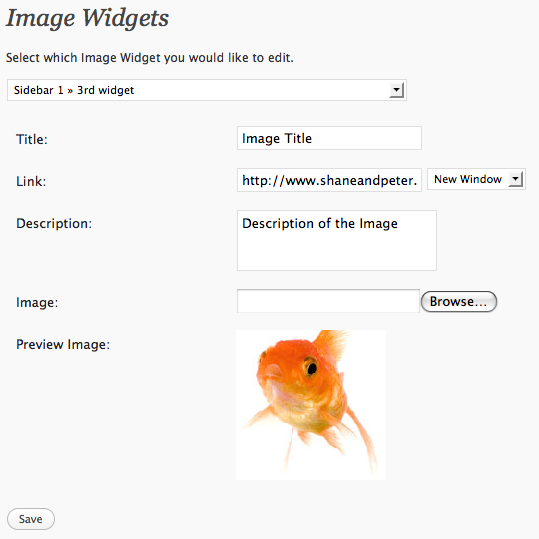 Image Widgets
Select which Image Widget you would like to edit.
Sidebar 1 » 3rd widget
Title: Image Title
Link: http://www.shaneandpeter. New Window
Description: Description of the Image
Image: Browse...
Preview Image:
Save